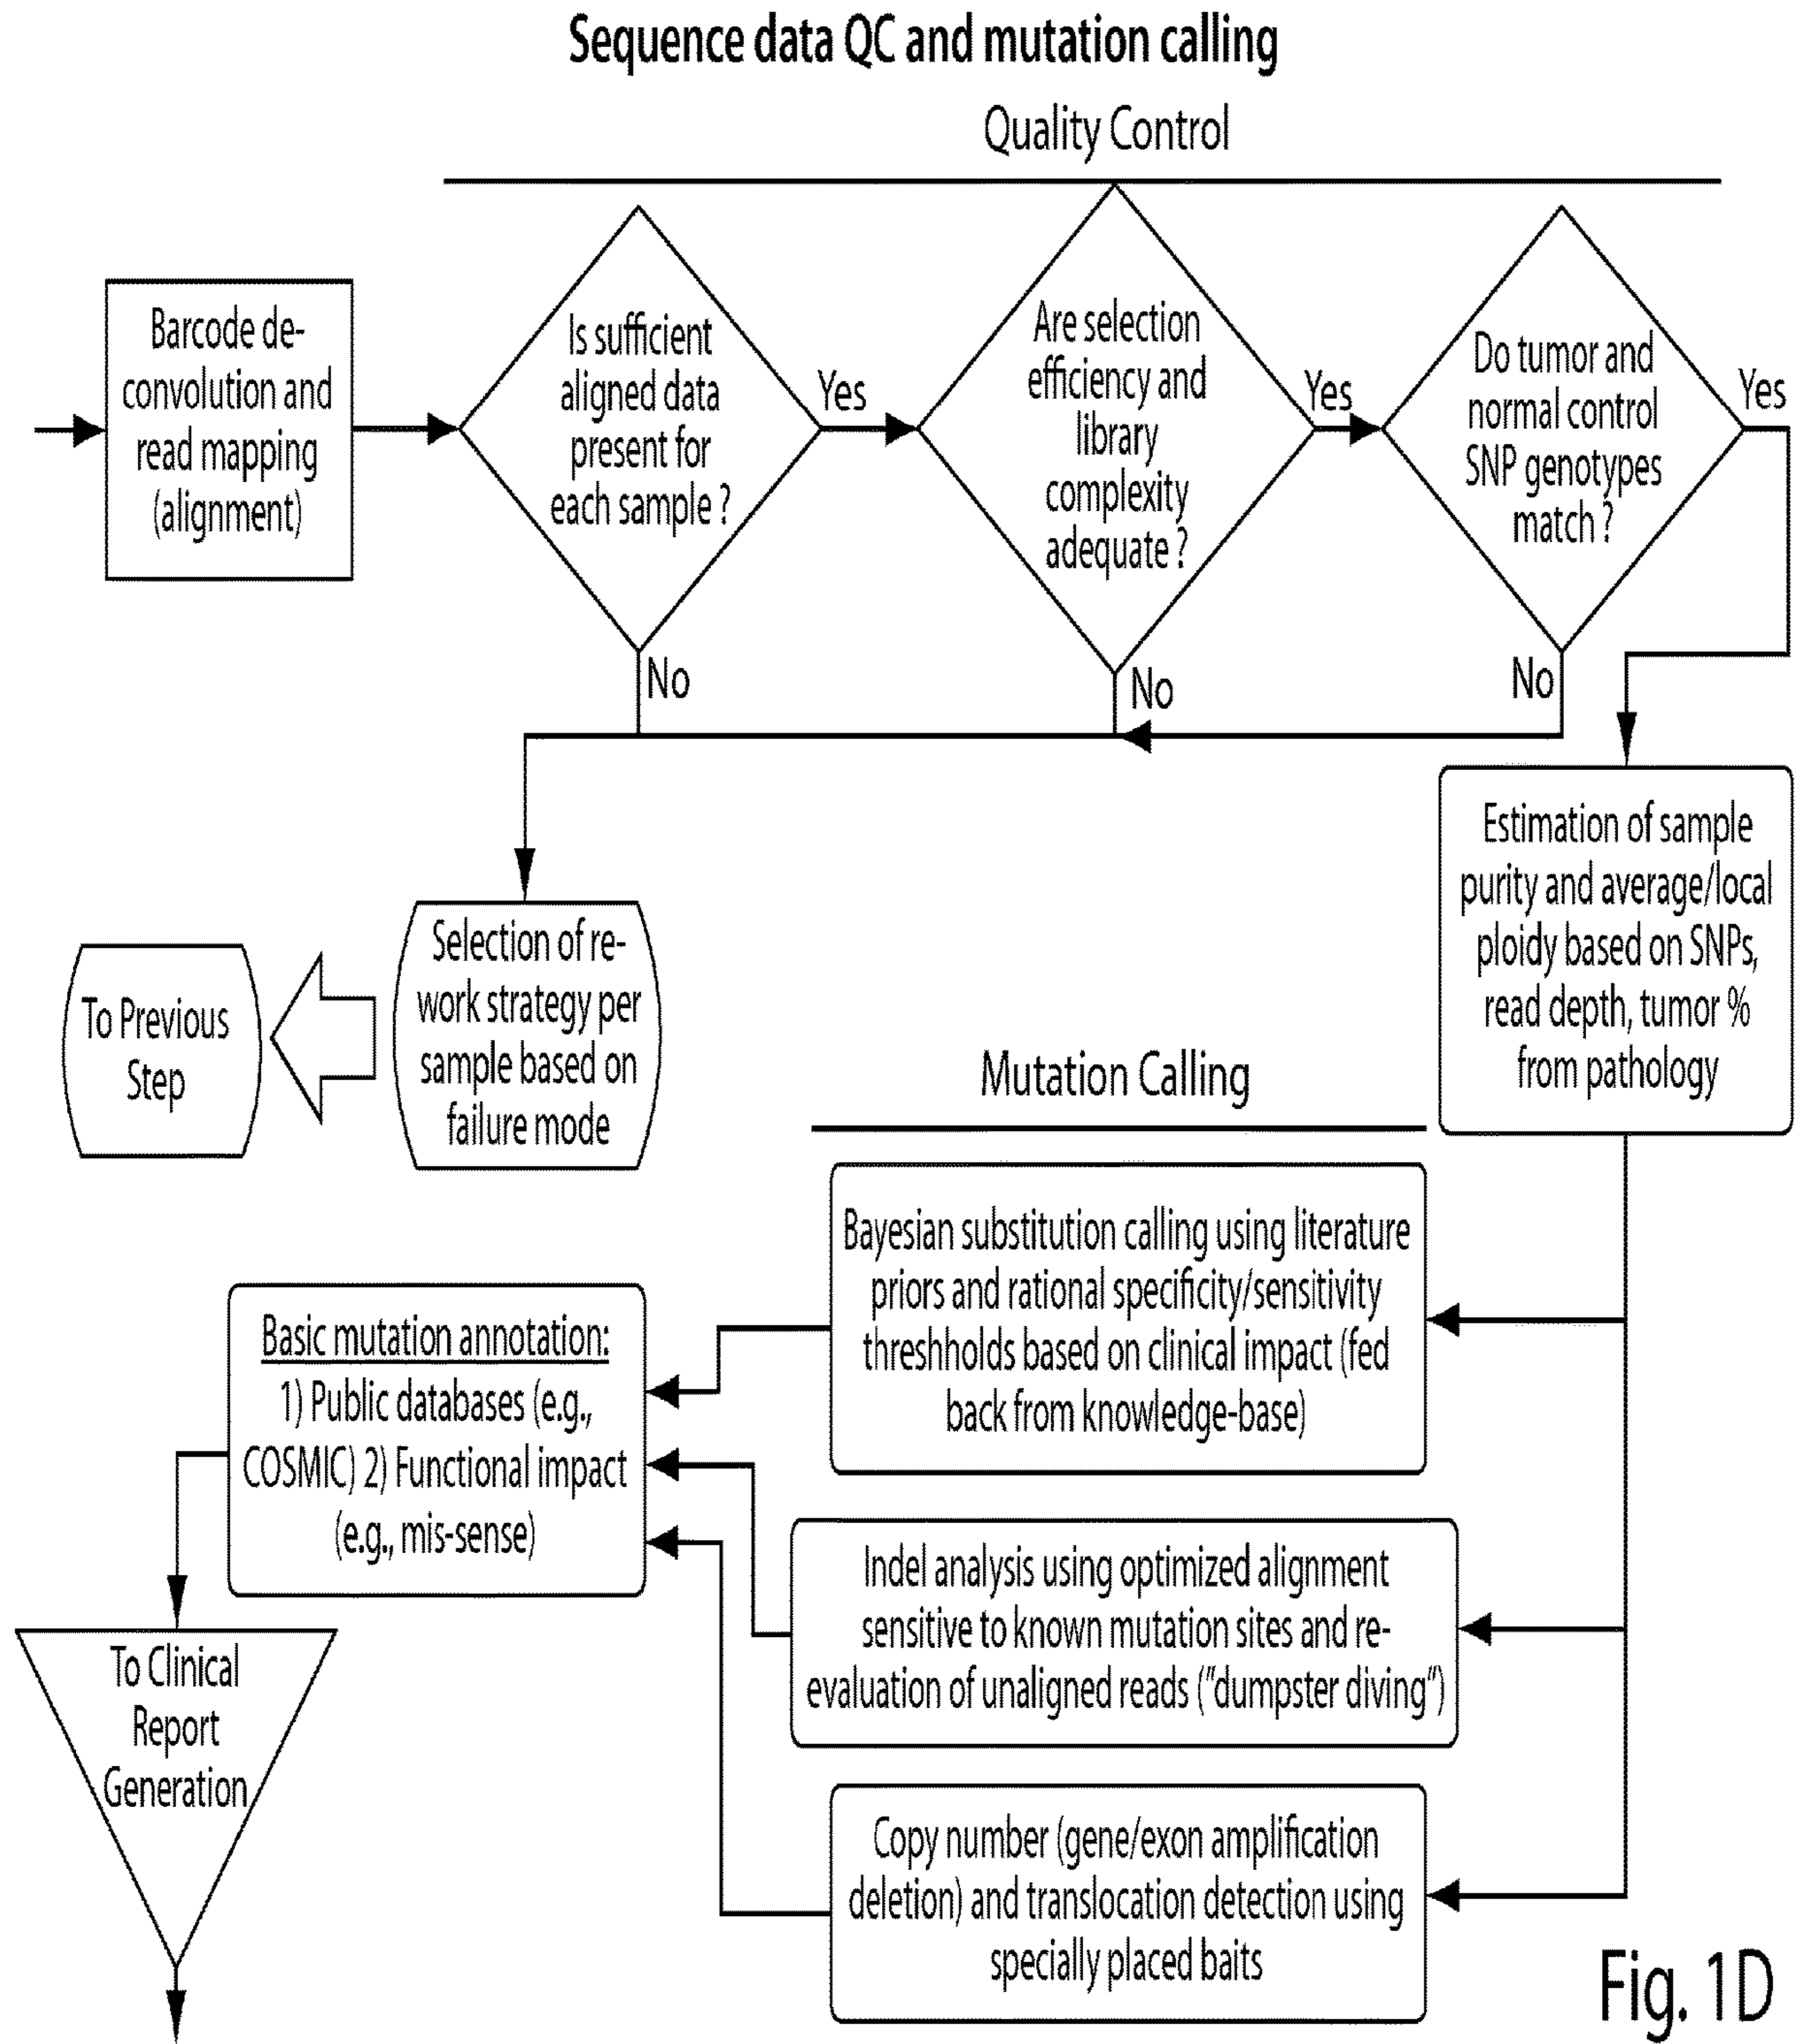 Sequence data QC and mutation calling
Quality Control
Barcode de-
convolution and
read mapping
(alignment)
Is sufficient
aligned data
present for
each sample ?
Yes
No
Are selection
efficiency and
library
complexity
adequate ?
Yes
No
Do tumor and
normal control
SNP genotypes
match ?
Yes
No
Estimation of sample
purity and average/local
ploidy based on SNPs,
read depth, tumor %
from pathology
Selection of re-
work strategy per
sample based on
failure mode
To Previous
Step
Mutation Calling
Bayesian substitution calling using literature
priors and rational specificity/sensitivity
threshholds based on clinical impact (fed
back from knowledge-base)
Indel analysis using optimized alignment
sensitive to known mutation sites and re-
evaluation of unaligned reads ("dumpster diving")
Copy number (gene/exon amplification
deletion) and translocation detection using
specially placed baits
Basic mutation annotation:
1) Public databases (e.g.,
COSMIC) 2) Functional impact
(e.g., mis-sense)
To Clinical
Report
Generation
Fig. 1D